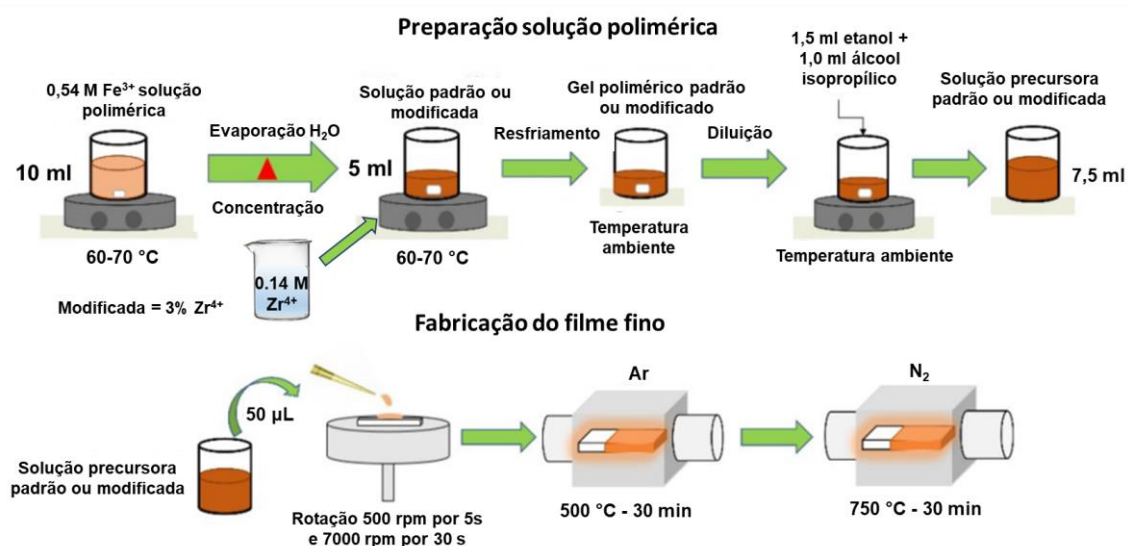 Preparação solução polimérica
0,54 M Fe³⁺ solução
polimérica
10 ml
60-70 °C
Evaporação H₂O
Concentração
Solução padrão ou
modificada
5 ml
60-70 °C
0.14 M
Zr⁴⁺
Modificada = 3% Zr⁴⁺
Resfriamento
Gel polimérico padrão
ou modificado
Temperatura
ambiente
Diluição
1,5 ml etanol +
1,0 ml álcool
isopropílico
Temperatura ambiente
Solução precursora
padrão ou modificada
7,5 ml
Fabricação do filme fino
Solução precursora
padrão ou modificada
50 µL
Rotação 500 rpm por 5s
e 7000 rpm por 30 s
Ar
500 °C - 30 min
N₂
750 °C - 30 min